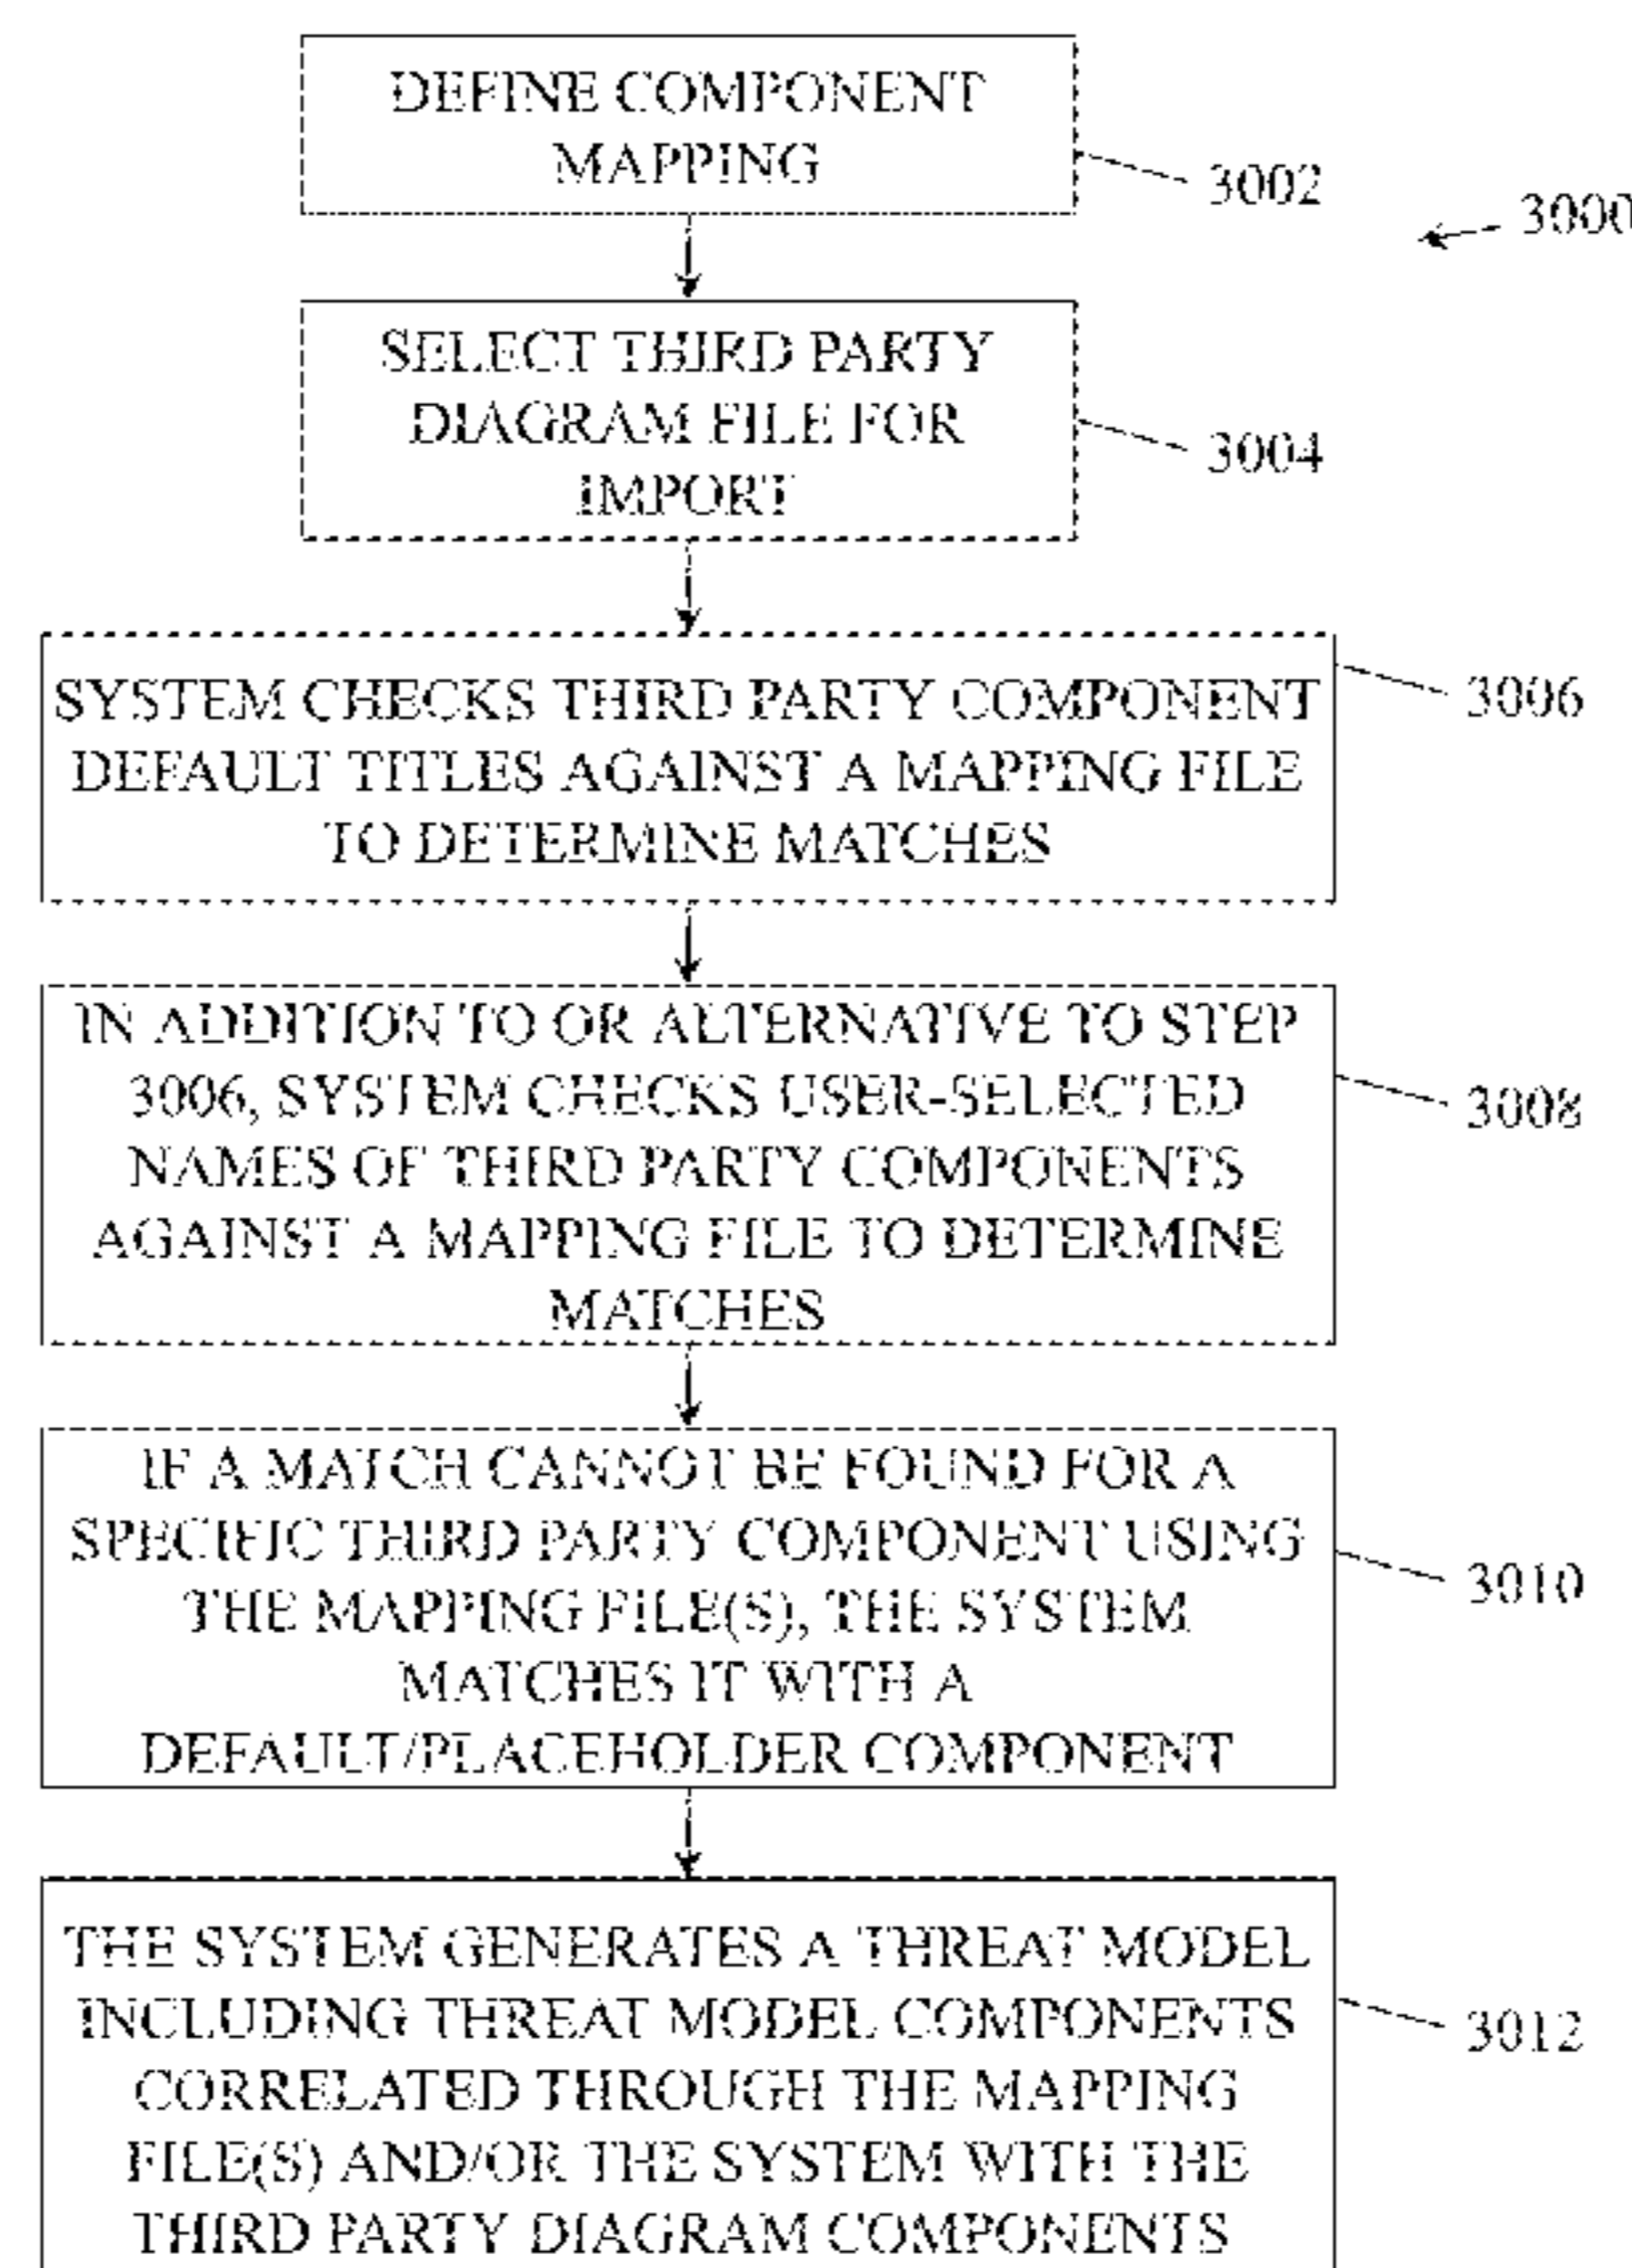 DEFINE COMPONENT
MAPPING
3002
3000
SELECT THIRD PARTY
DIAGRAM FILE FOR
IMPORT
3004
SYSTEM CHECKS THIRD PARTY COMPONENT
DEFAULT TITLES AGAINST A MAPPING FILE
TO DETERMINE MATCHES
3006
IN ADDITION TO OR ALTERNATIVE TO STEP
3006, SYSTEM CHECKS USER-SELECTED
NAMES OF THIRD PARTY COMPONENTS
AGAINST A MAPPING FILE TO DETERMINE
MATCHES
3008
IF A MATCH CANNOT BE FOUND FOR A
SPECIFIC THIRD PARTY COMPONENT USING
THE MAPPING FILE(S), THE SYSTEM
MATCHES IT WITH A
DEFAULT/PLACEHOLDER COMPONENT
3010
THE SYSTEM GENERATES A THREAT MODEL
INCLUDING THREAT MODEL COMPONENTS
CORRELATED THROUGH THE MAPPING
FILE(S) AND/OR THE SYSTEM WITH THE
THIRD PARTY DIAGRAM COMPONENTS
3012